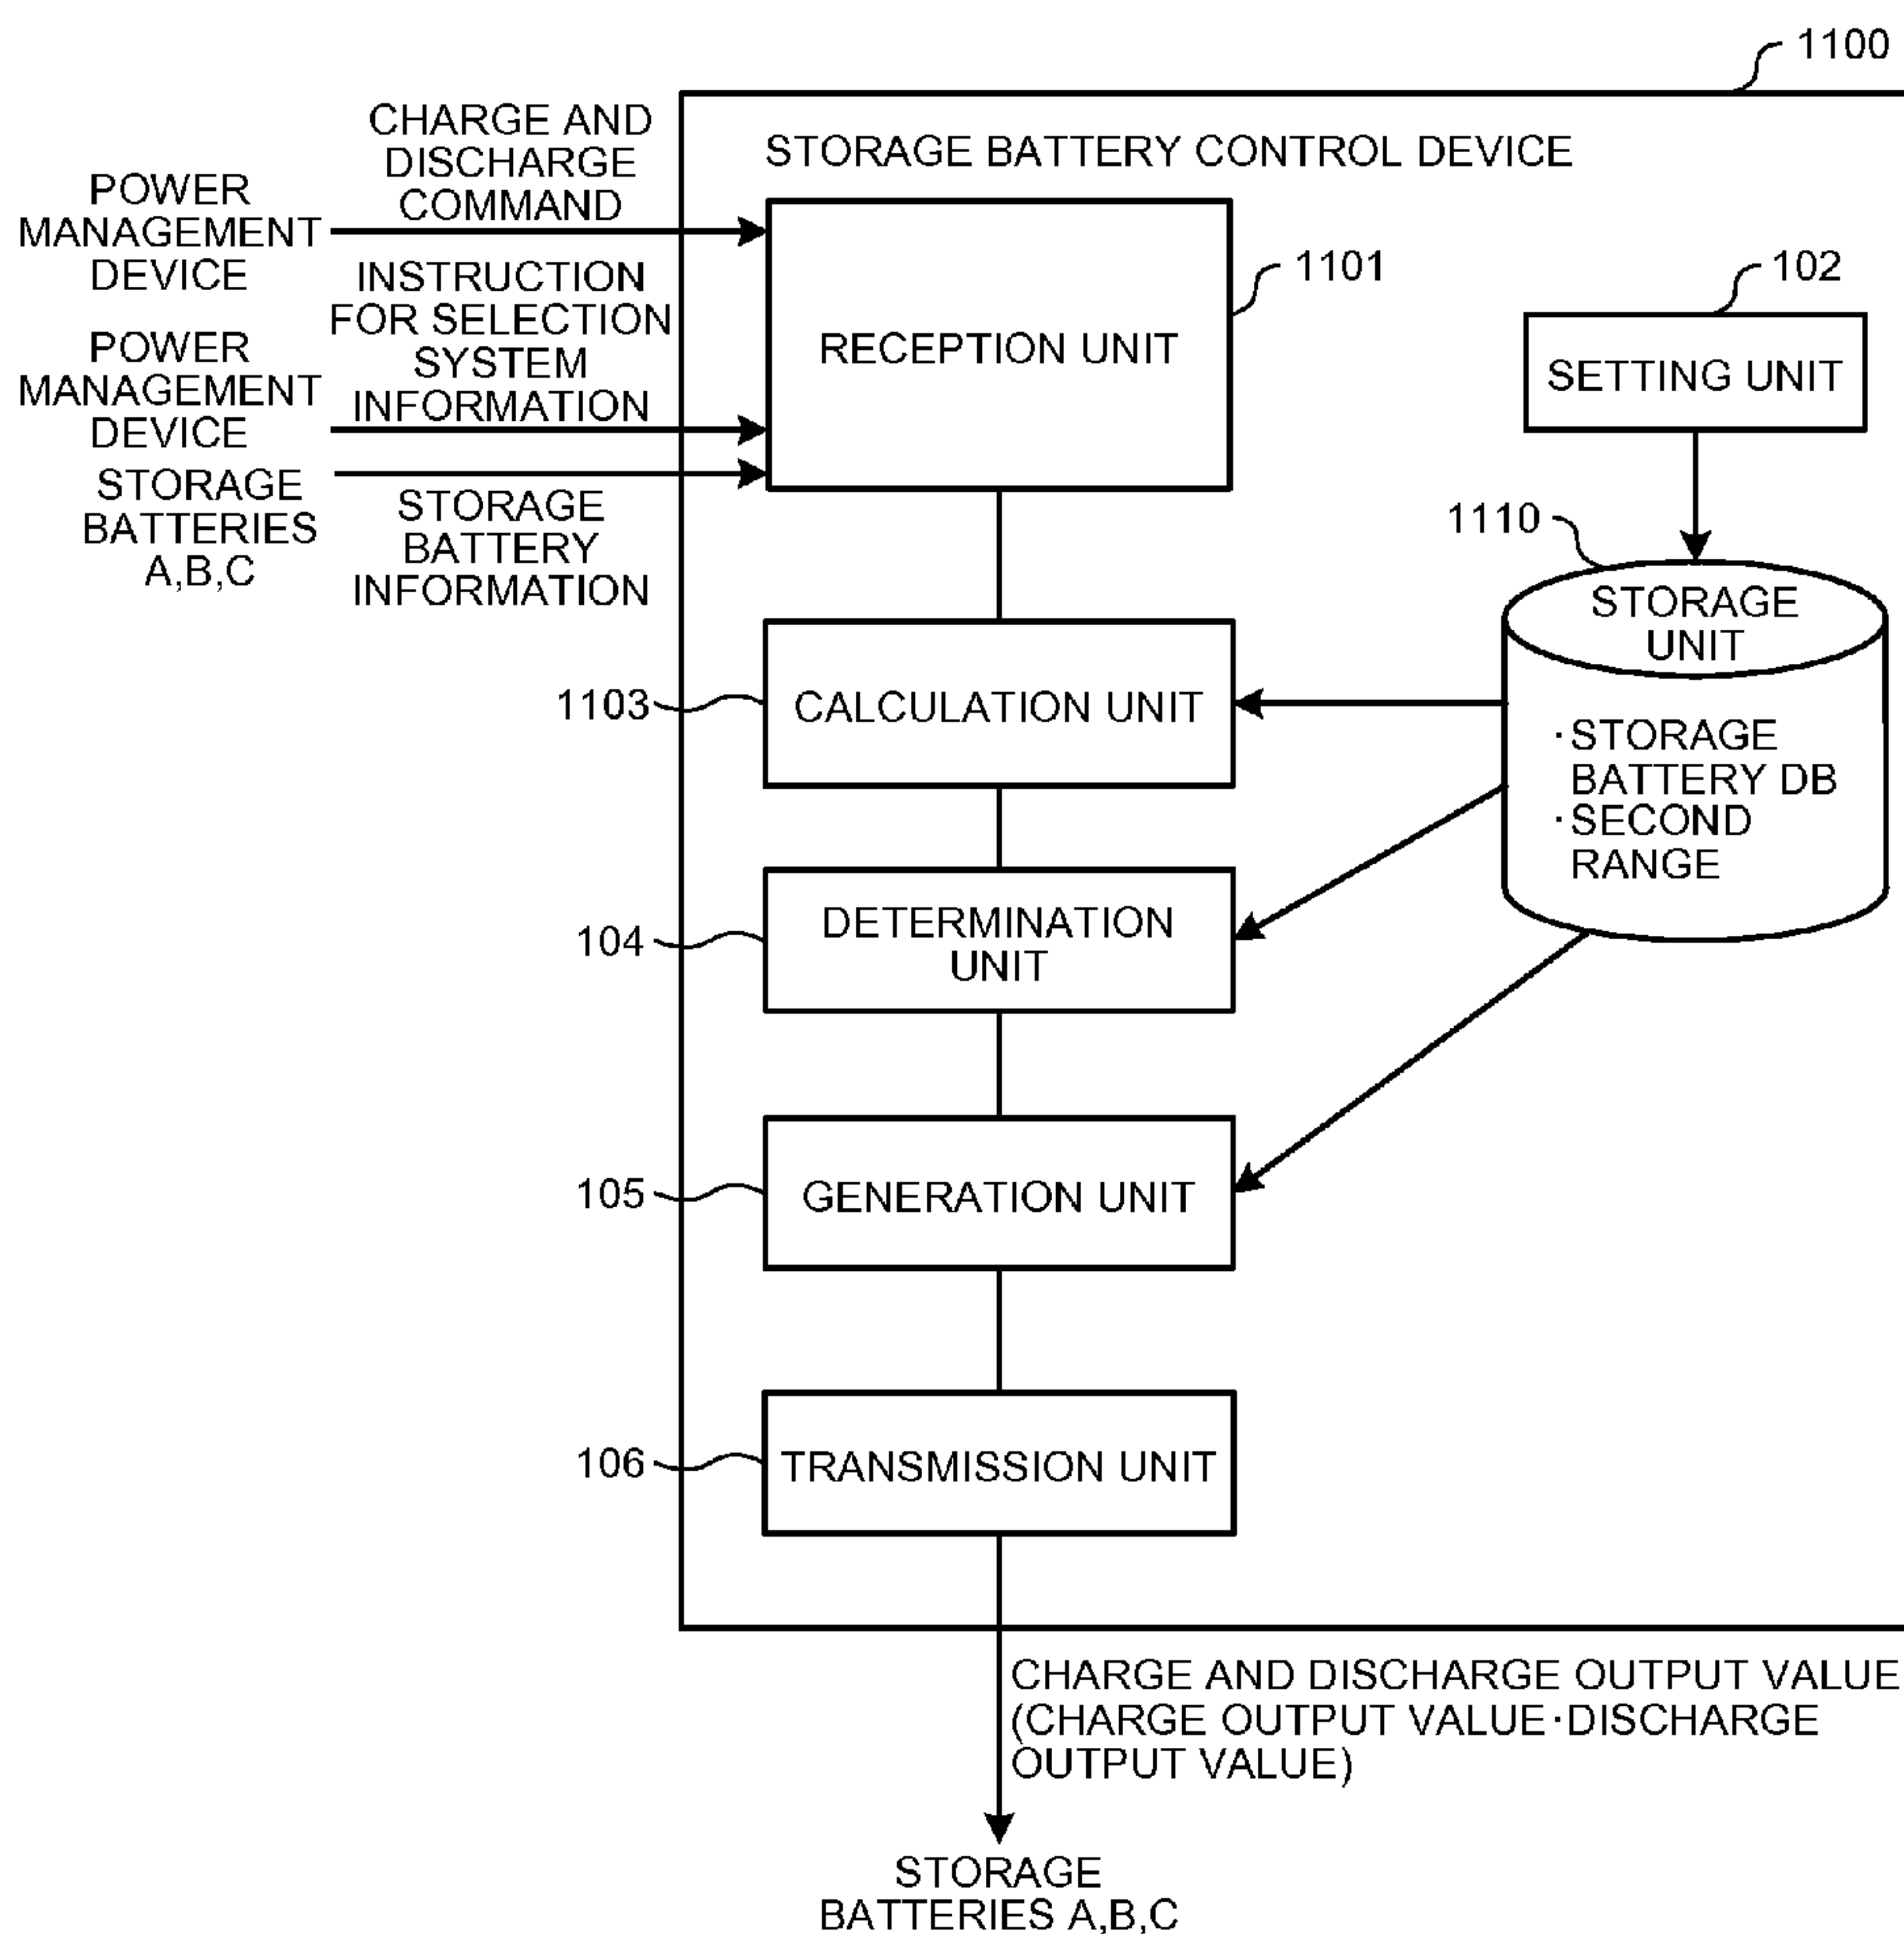 1100
STORAGE BATTERY CONTROL DEVICE
CHARGE AND
DISCHARGE
COMMAND
POWER
MANAGEMENT
DEVICE
INSTRUCTION
FOR SELECTION
SYSTEM
INFORMATION
POWER
MANAGEMENT
DEVICE
STORAGE
BATTERIES
A,B,C
STORAGE
BATTERY
INFORMATION
RECEPTION UNIT
1101
102
SETTING UNIT
1110
STORAGE
UNIT
·STORAGE
BATTERY DB
·SECOND
RANGE
1103
CALCULATION UNIT
104
DETERMINATION
UNIT
105
GENERATION UNIT
106
TRANSMISSION UNIT
CHARGE AND DISCHARGE OUTPUT VALUE
(CHARGE OUTPUT VALUE·DISCHARGE
OUTPUT VALUE)
STORAGE
BATTERIES A,B,C